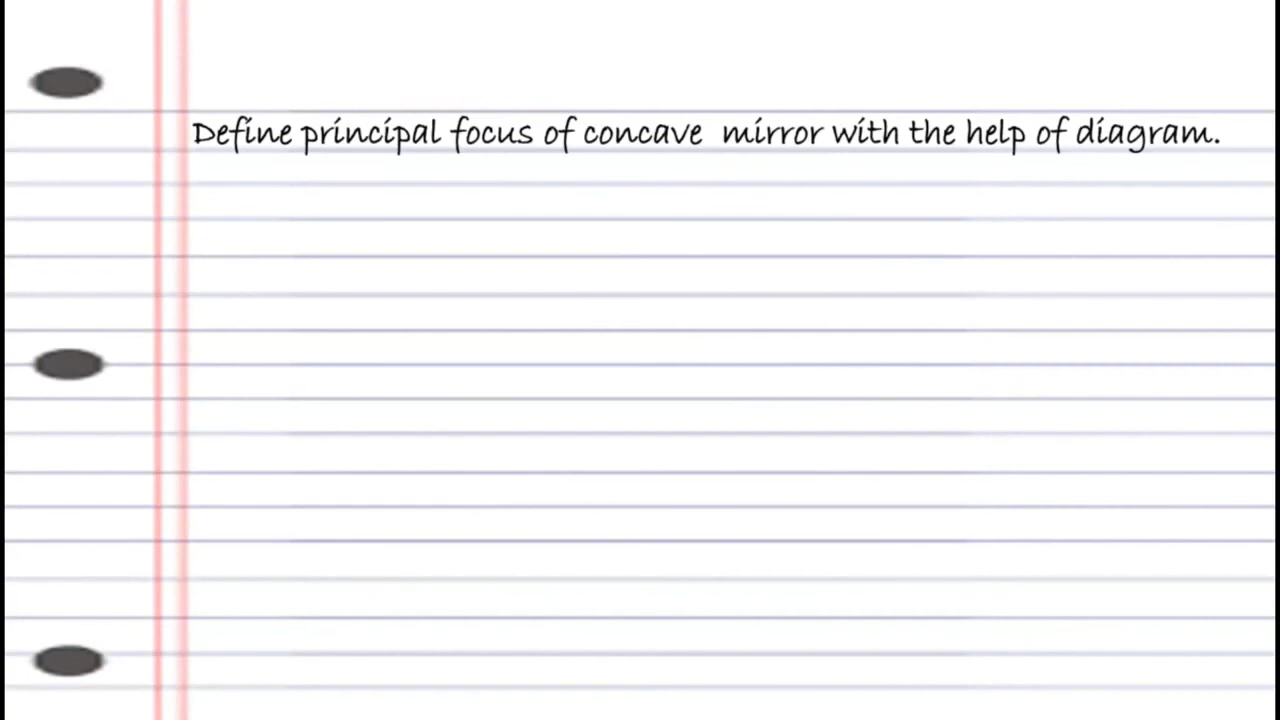 Define principal focus of concave mirror with the help of diagram.